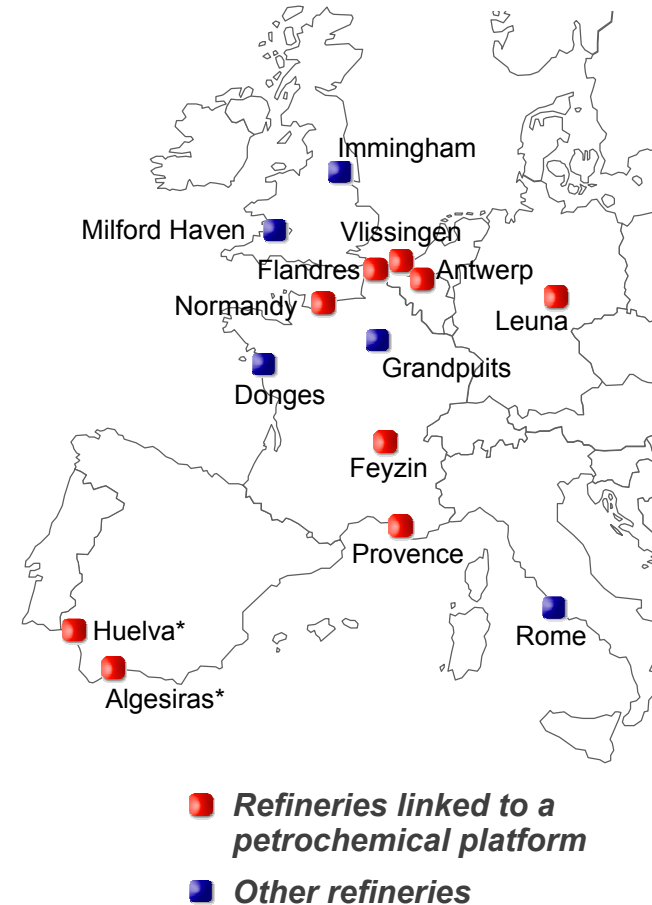 Immingham
Milford Haven
Vlissingen
Flandres
Antwerp
Normandy
Leuna
Grandpuits
Donges
Feyzin
Provence
Huelva*
Rome
Algesiras*
Refineries linked to a
petrochemical platform
Other refineries